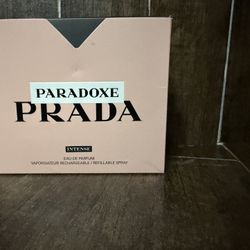 PARADOXE
PRADA
INTENSE
EAU DE PARFUM
VAPORISATEUR RECHARGEABLE / REFILLABLE SPRAY